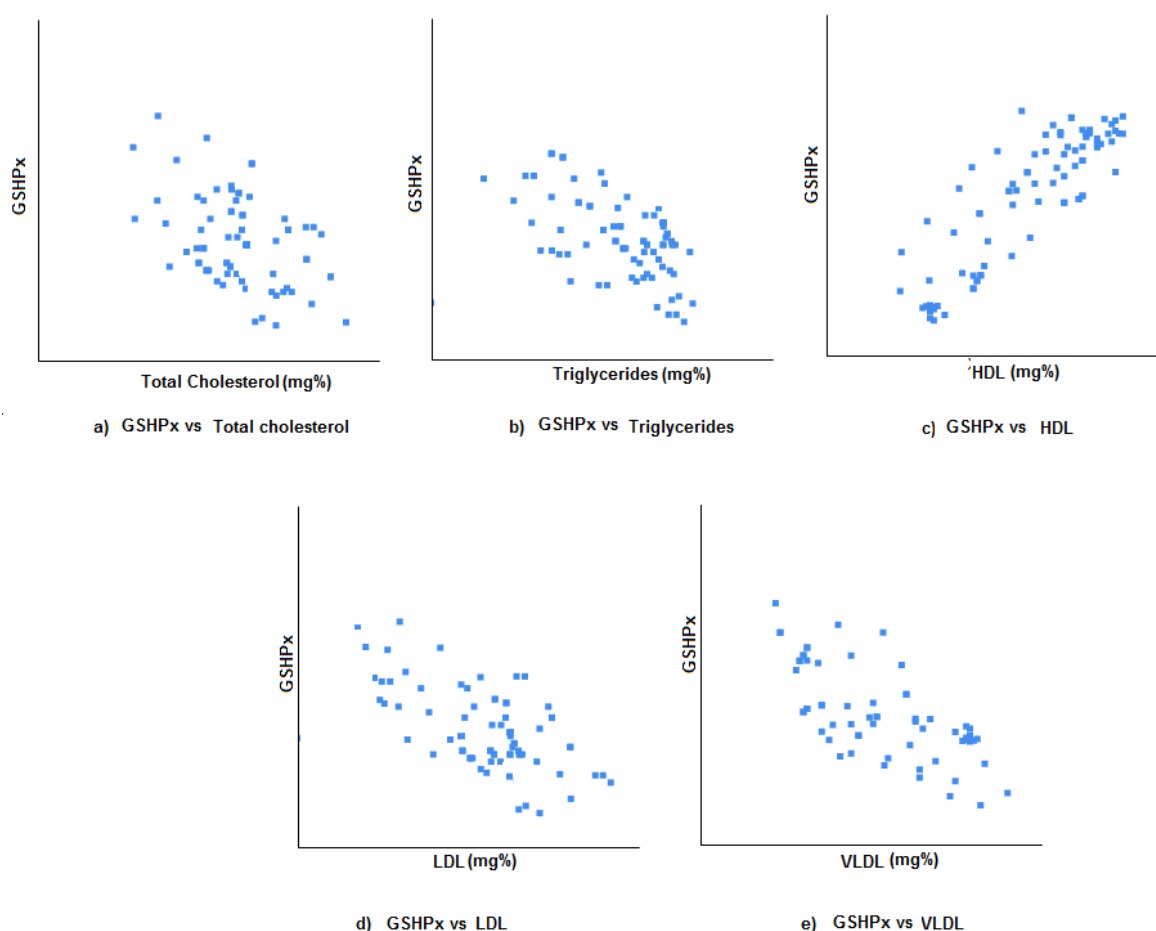 GSHPx
Total Cholesterol (mg%)
a) GSHPx vs Total cholesterol
GSHPx
Triglycerides (mg%)
b) GSHPx vs Triglycerides
GSHPx
HDL (mg%)
c) GSHPx vs HDL
GSHPx
LDL (mg%)
d) GSHPx vs LDL
GSHPx
VLDL (mg%)
e) GSHPx vs VLDL